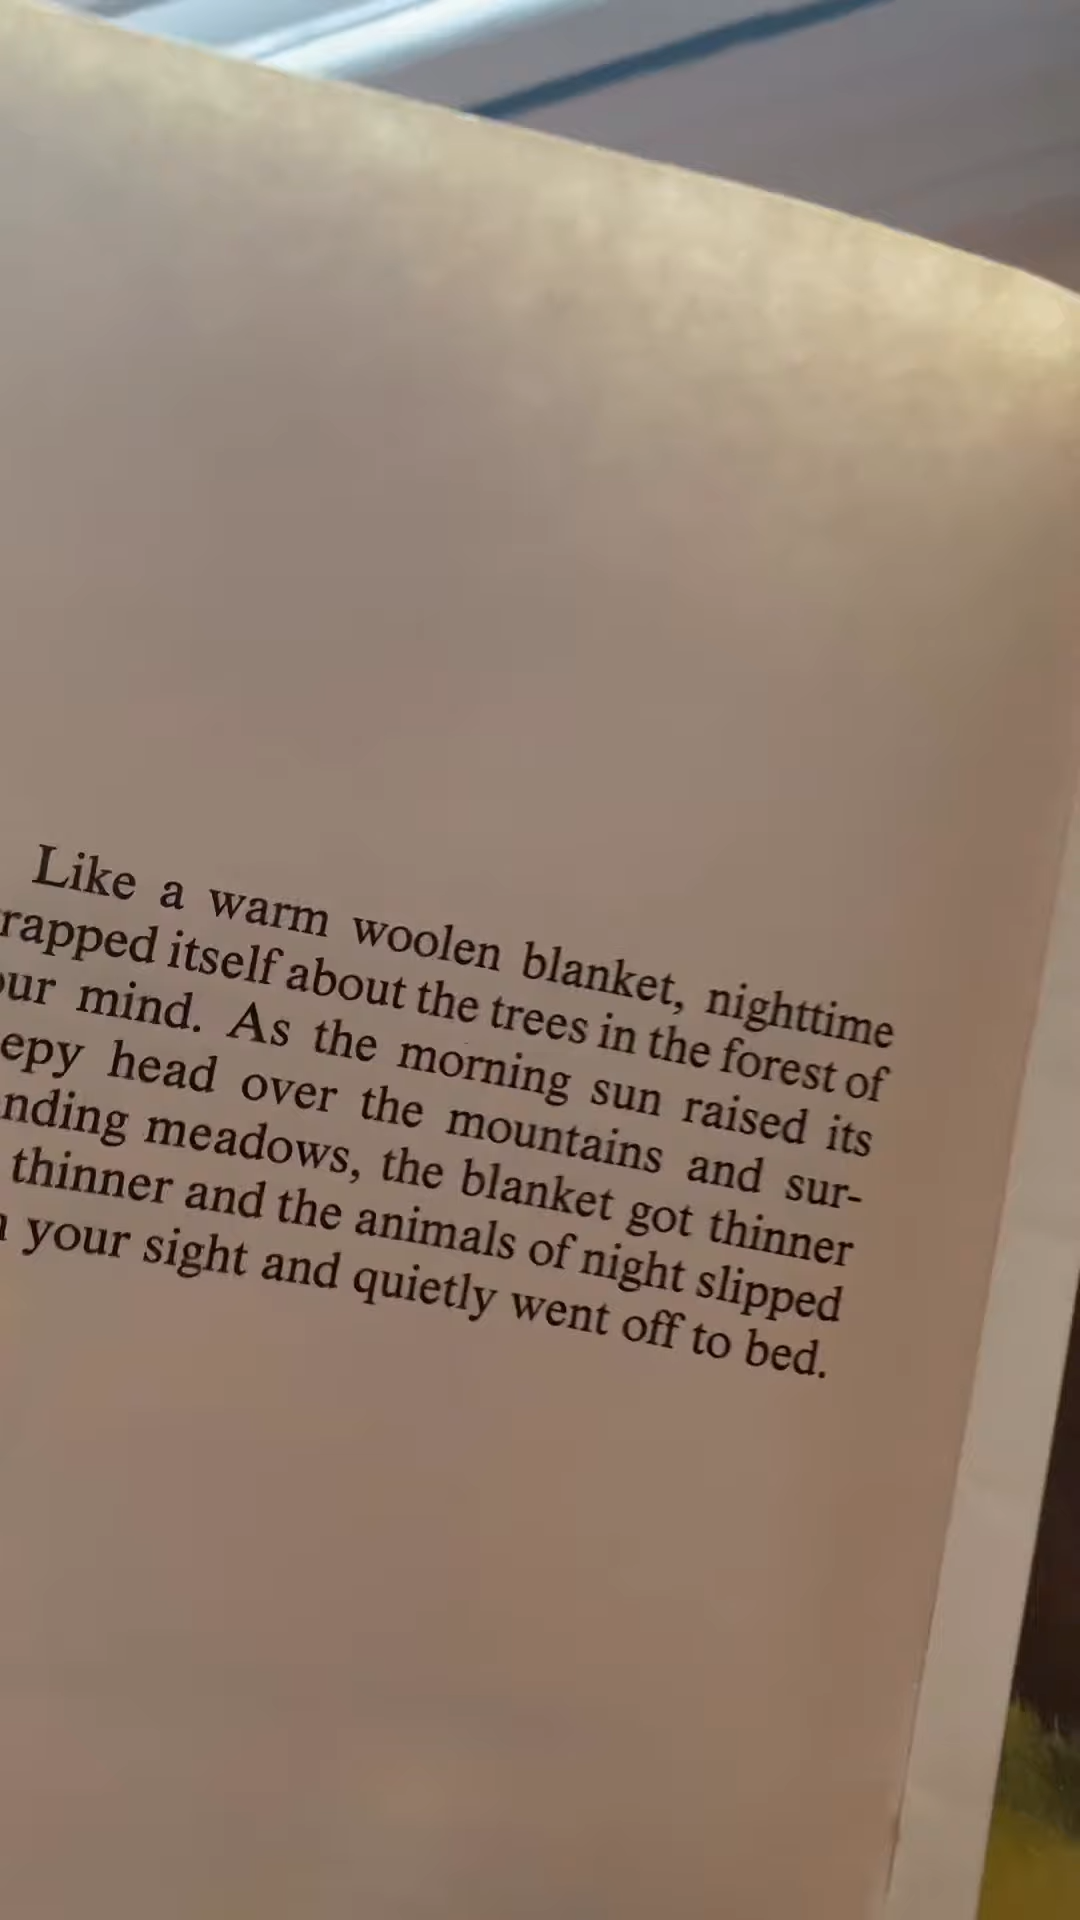 Like a warm woolen blanket, nighttime
rapped itself about the trees in the forest of
our mind. As the morning sun raised its
epy head over the mountains and sur-
nding meadows, the blanket got thinner
thinner and the animals of night slipped
your sight and quietly went off to bed.